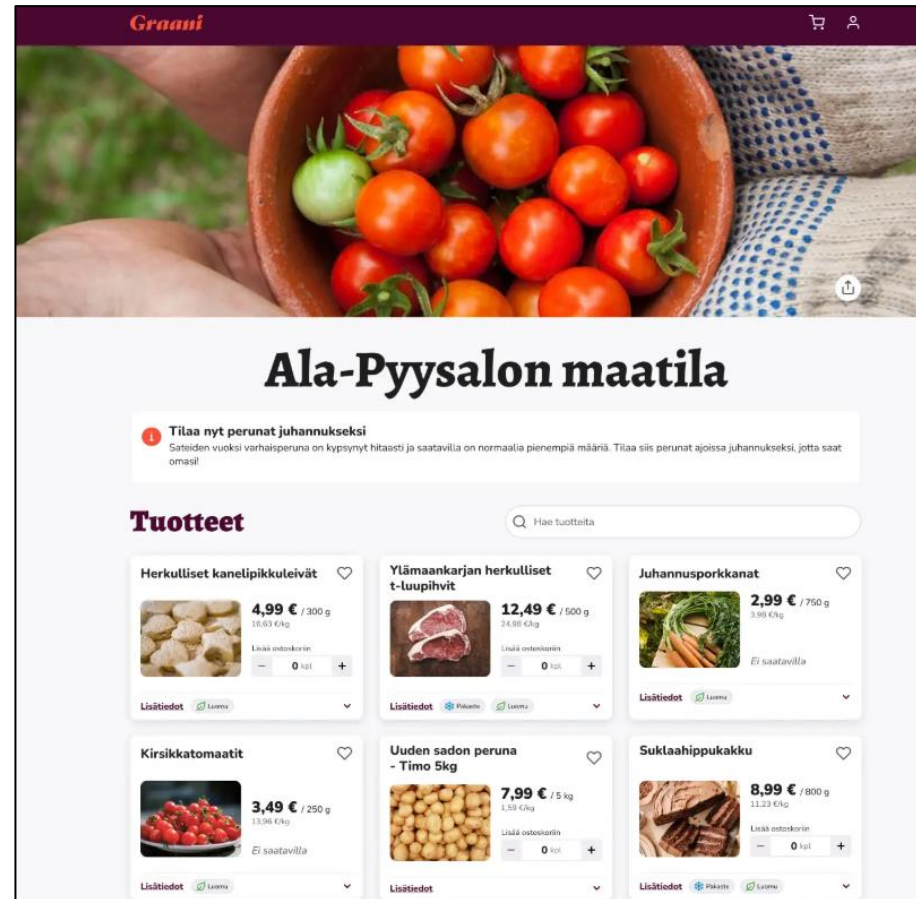 Graani
Ala-Pyysalon maatila
Tilaa nyt perunat juhannukseksi
Sateiden vuoksi varhaisperuna on kypsynyt hitaasti ja saatavilla on normaalia pienempiä määriä. Tilaa siis perunat ajoissa juhannukseksi, jotta saat
omasi!
Tuotteet
Hae tuotteita
Herkulliset kanelipikkuleivät
4,99 € / 300 g
16,63 €/kg
Lisää ostoskoriin
− 0 kpl +
Lisätiedot Luomu
Ylämaankarjan herkulliset
t-luupihvit
12,49 € / 500 g
24,98 €/kg
Lisää ostoskoriin
− 0 kpl +
Lisätiedot Pakaste Luomu
Juhannusporkkanat
2,99 € / 750 g
3,98 €/kg
Ei saatavilla
Lisätiedot Luomu
Kirsikkatomaatit
3,49 € / 250 g
13,96 €/kg
Ei saatavilla
Lisätiedot Luomu
Uuden sadon peruna
- Timo 5kg
7,99 € / 5 kg
1,59 €/kg
Lisää ostoskoriin
− 0 kpl +
Lisätiedot
Suklaahippukakku
8,99 € / 800 g
11,23 €/kg
Lisää ostoskoriin
− 0 kpl +
Lisätiedot Pakaste Luomu